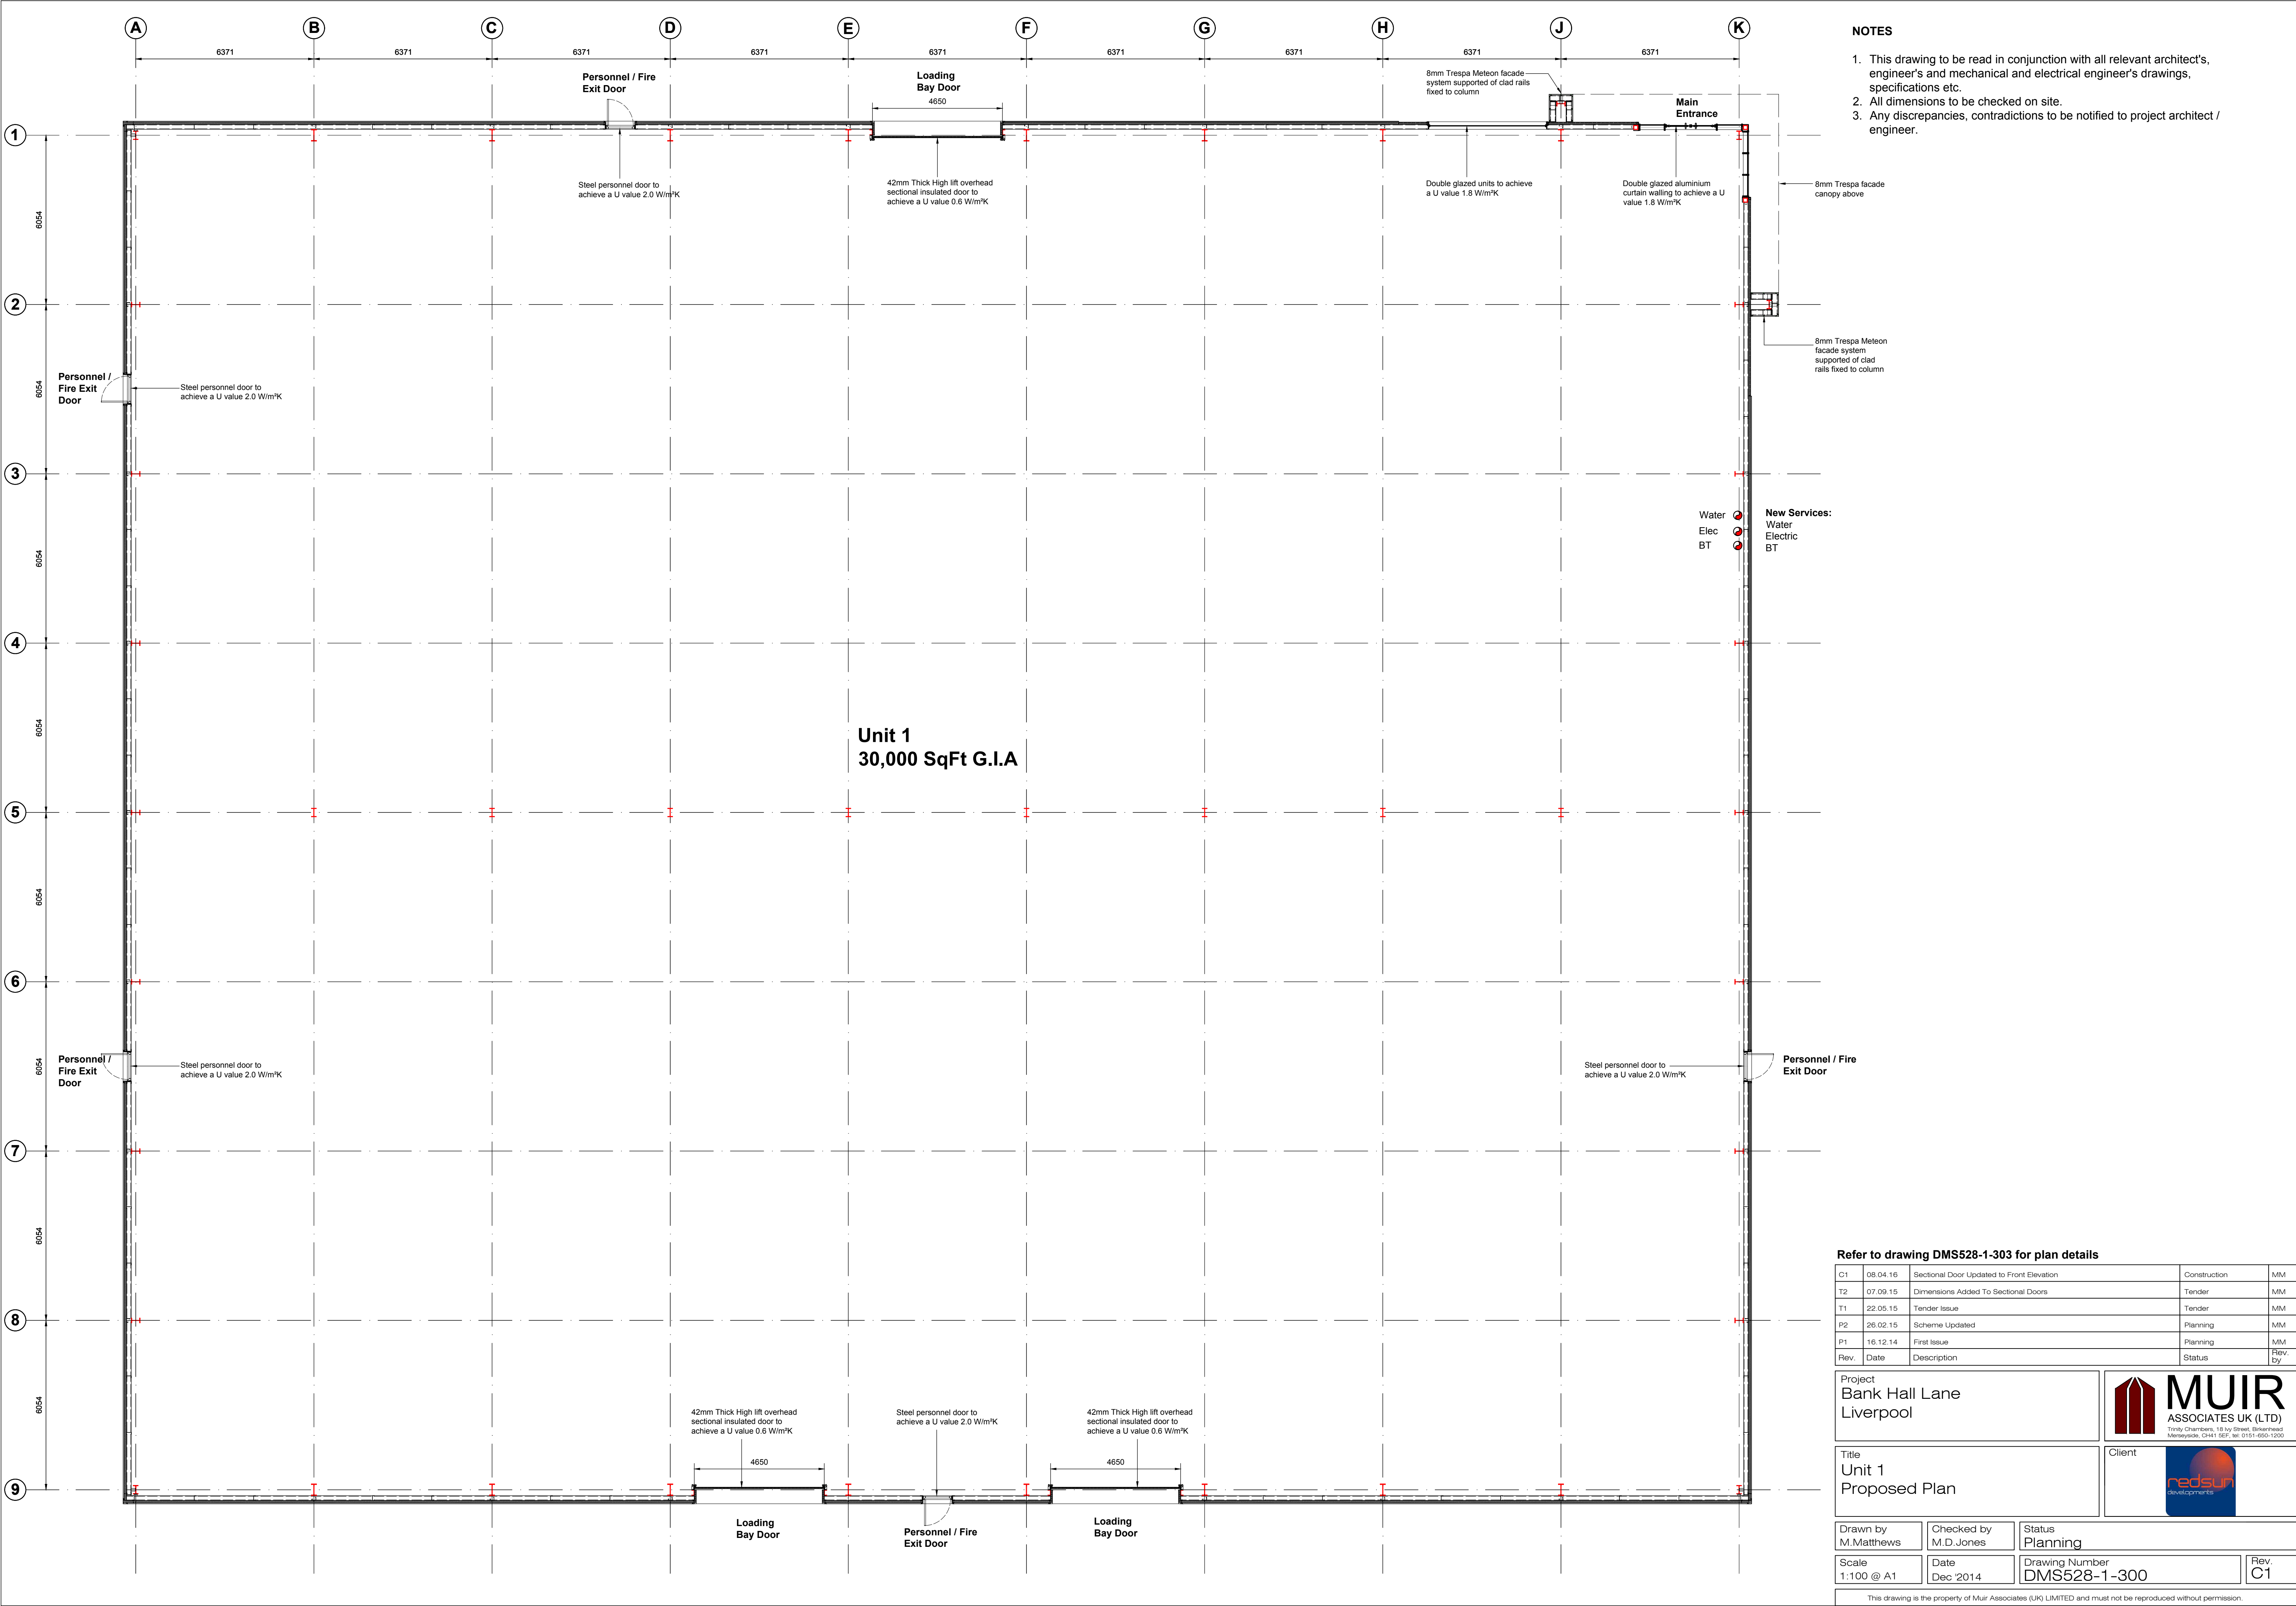 A
B
C
D
E
F
G
H
J
K
6371
6371
6371
6371
6371
6371
6371
6371
6371
NOTES
1. This drawing to be read in conjunction with all relevant architect's,
engineer's and mechanical and electrical engineer's drawings,
specifications etc.
2. All dimensions to be checked on site.
3. Any discrepancies, contradictions to be notified to project architect /
engineer.
Personnel / Fire
Exit Door
Loading
Bay Door
4650
8mm Trespa Meteon facade
system supported of clad rails
fixed to column
Main
Entrance
1
Steel personnel door to
achieve a U value 2.0 W/m²K
42mm Thick High lift overhead
sectional insulated door to
achieve a U value 0.6 W/m²K
Double glazed units to achieve
a U value 1.8 W/m²K
Double glazed aluminium
curtain walling to achieve a U
value 1.8 W/m²K
8mm Trespa facade
canopy above
6054
2
8mm Trespa Meteon
facade system
supported of clad
rails fixed to column
6054
Personnel /
Fire Exit
Door
Steel personnel door to
achieve a U value 2.0 W/m²K
3
Water
Elec
BT
New Services:
Water
Electric
BT
6054
4
6054
Unit 1
30,000 SqFt G.I.A
5
6054
6
6054
Personnel /
Fire Exit
Door
Steel personnel door to
achieve a U value 2.0 W/m²K
Steel personnel door to
achieve a U value 2.0 W/m²K
Personnel / Fire
Exit Door
7
6054
8
6054
42mm Thick High lift overhead
sectional insulated door to
achieve a U value 0.6 W/m²K
Steel personnel door to
achieve a U value 2.0 W/m²K
42mm Thick High lift overhead
sectional insulated door to
achieve a U value 0.6 W/m²K
4650
4650
9
Loading
Bay Door
Personnel / Fire
Exit Door
Loading
Bay Door
Refer to drawing DMS528-1-303 for plan details
C1 08.04.16 Sectional Door Updated to Front Elevation Construction MM
T2 07.09.15 Dimensions Added To Sectional Doors Tender MM
T1 22.05.15 Tender Issue Tender MM
P2 26.02.15 Scheme Updated Planning MM
P1 16.12.14 First Issue Planning MM
Rev. Date Description Status Rev. by
Project
Bank Hall Lane
Liverpool
MUIR
ASSOCIATES UK (LTD)
Trinity Chambers, 18 Ivy Street, Birkenhead
Merseyside, CH41 5EF, tel: 0151-650-1200
Title
Unit 1
Proposed Plan
Client
redsun
developments
Drawn by
M.Matthews
Checked by
M.D.Jones
Status
Planning
Scale
1:100 @ A1
Date
Dec '2014
Drawing Number
DMS528-1-300
Rev.
C1
This drawing is the property of Muir Associates (UK) LIMITED and must not be reproduced without permission.